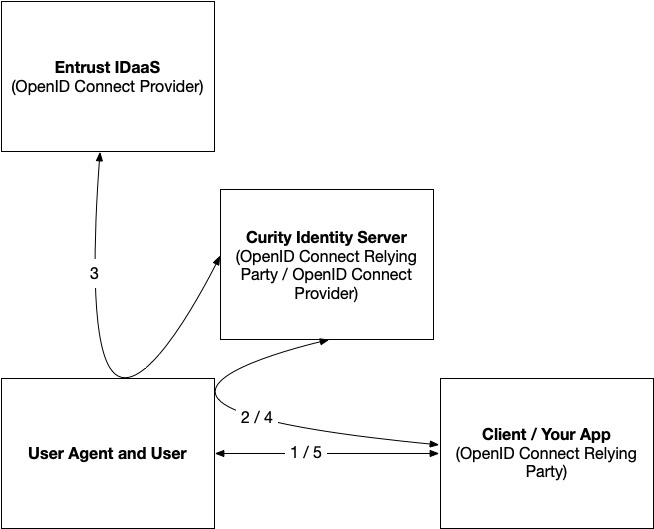 Entrust IDaaS
(OpenID Connect Provider)
Curity Identity Server
(OpenID Connect Relying
Party / OpenID Connect
Provider)
3
2 / 4
User Agent and User
1 / 5
Client / Your App
(OpenID Connect Relying
Party)